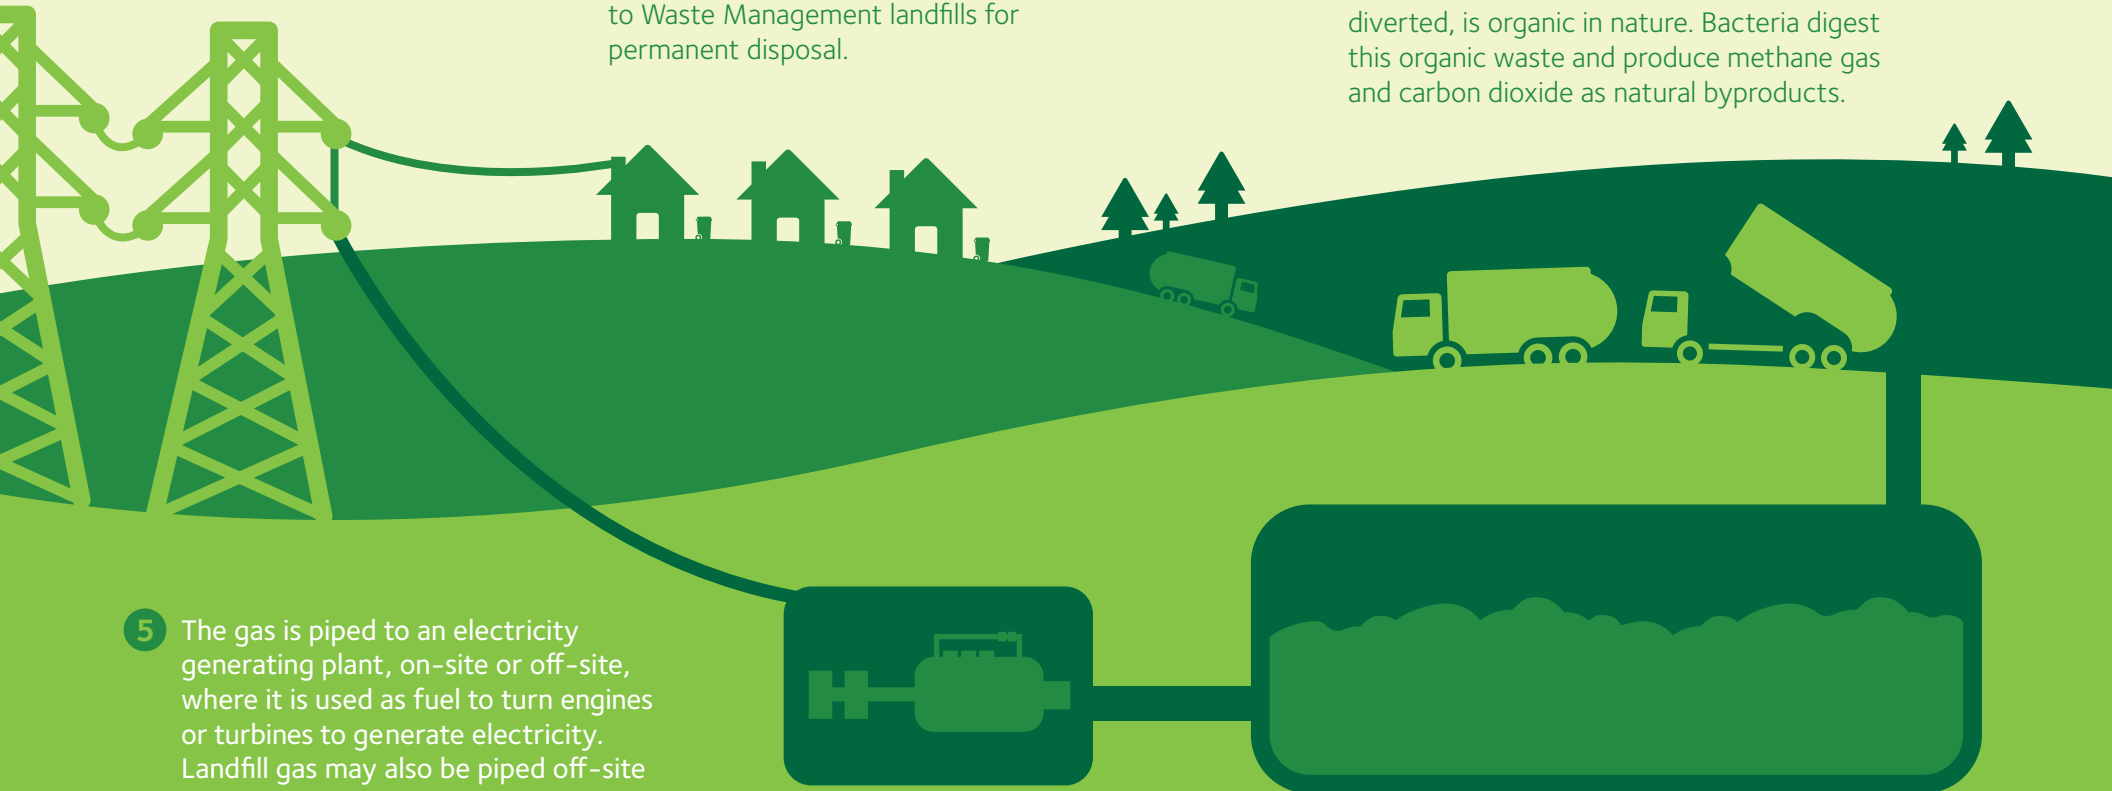 to Waste Management landfills for
permanent disposal.
diverted, is organic in nature. Bacteria digest
this organic waste and produce methane gas
and carbon dioxide as natural byproducts.
5 The gas is piped to an electricity
generating plant, on-site or off-site,
where it is used as fuel to turn engines
or turbines to generate electricity.
Landfill gas may also be piped off-site